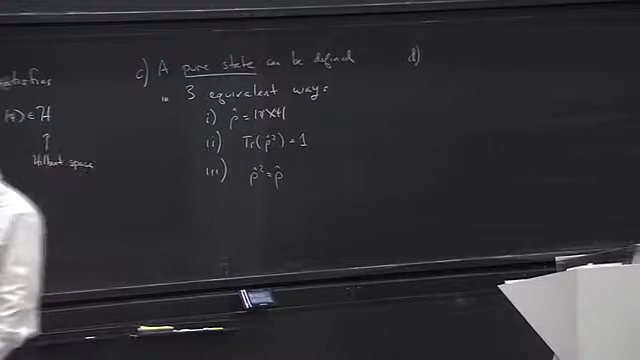 satisfies
|ψ⟩ ∈ ℋ
↑
Hilbert space
c) A pure state can be defined
in 3 equivalent ways
i) ρ̂ = |ψ⟩⟨ψ|
ii) Tr(ρ̂²) = 1
iii) ρ̂² = ρ̂
d)